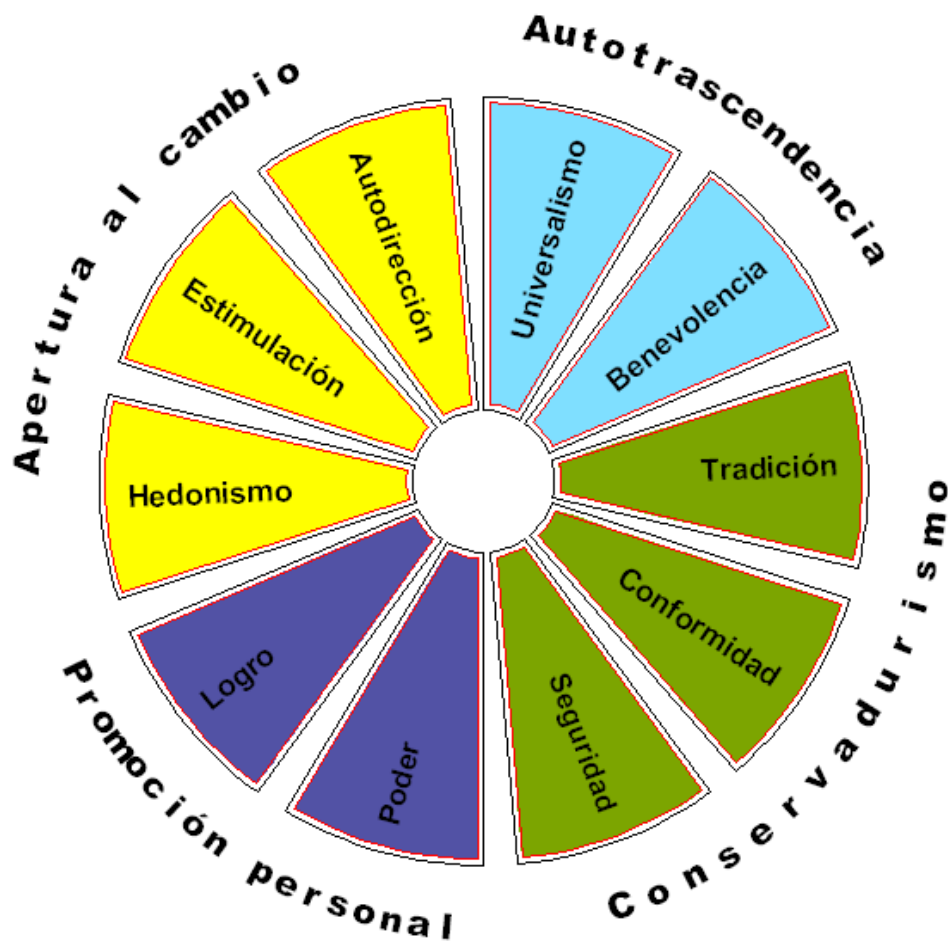 Autotrascendencia
Universalismo
Benevolencia
Conservadurismo
Tradición
Conformidad
Seguridad
Promoción personal
Poder
Logro
Apertura al cambio
Hedonismo
Estimulación
Autodirección